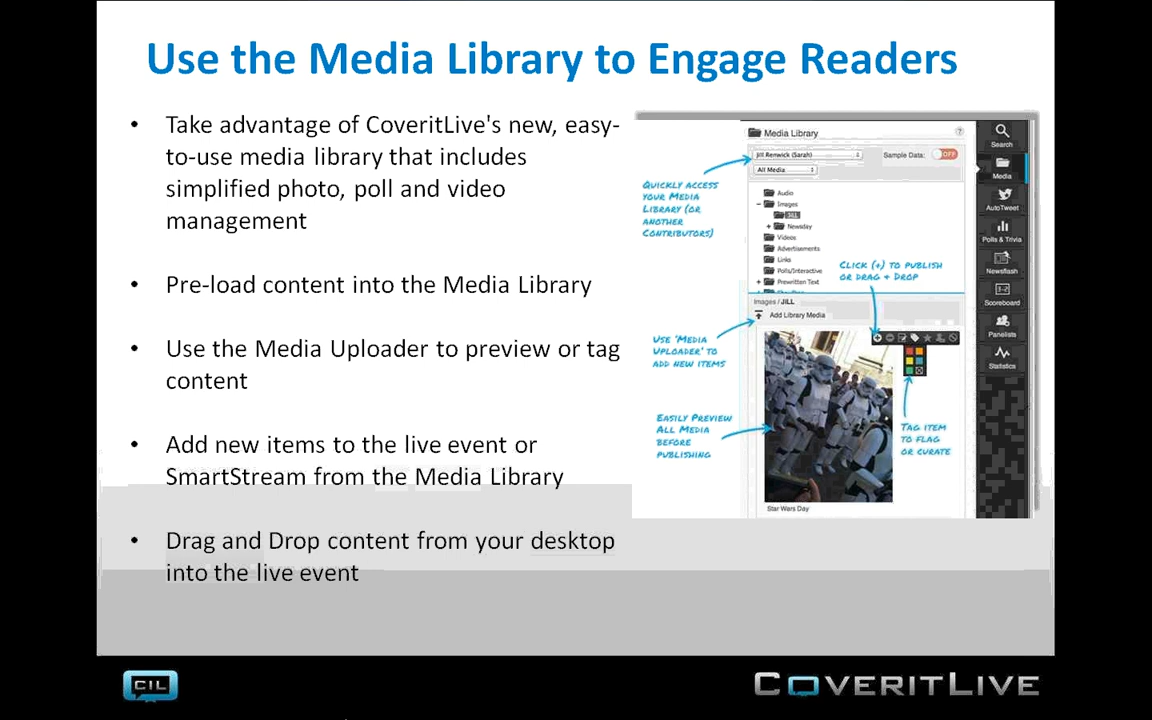 Use the Media Library to Engage Readers
• Take advantage of CoveritLive's new, easy-
to-use media library that includes
simplified photo, poll and video
management
• Pre-load content into the Media Library
• Use the Media Uploader to preview or tag
content
• Add new items to the live event or
SmartStream from the Media Library
• Drag and Drop content from your desktop
into the live event
Media Library
?
Jill Renwick (Sarah)
Sample Data: OFF
All Media
Audio
Images
JILL
Newsday
Videos
Advertisements
Links
Polls/Interactive
Prewritten Text
Images / JILL
Add Library Media
Star Wars Day
Quickly access
your Media
Library (or
another
Contributors)
Click (+) to publish
or drag & drop
Use 'Media
Uploader' to
add new items
Easily Preview
All Media
before
publishing
Tag item
to flag
or curate
Search
Media
AutoTweet
Polls & Trivia
Newsflash
Scoreboard
Panelists
Statistics
CIL
COVERITLIVE